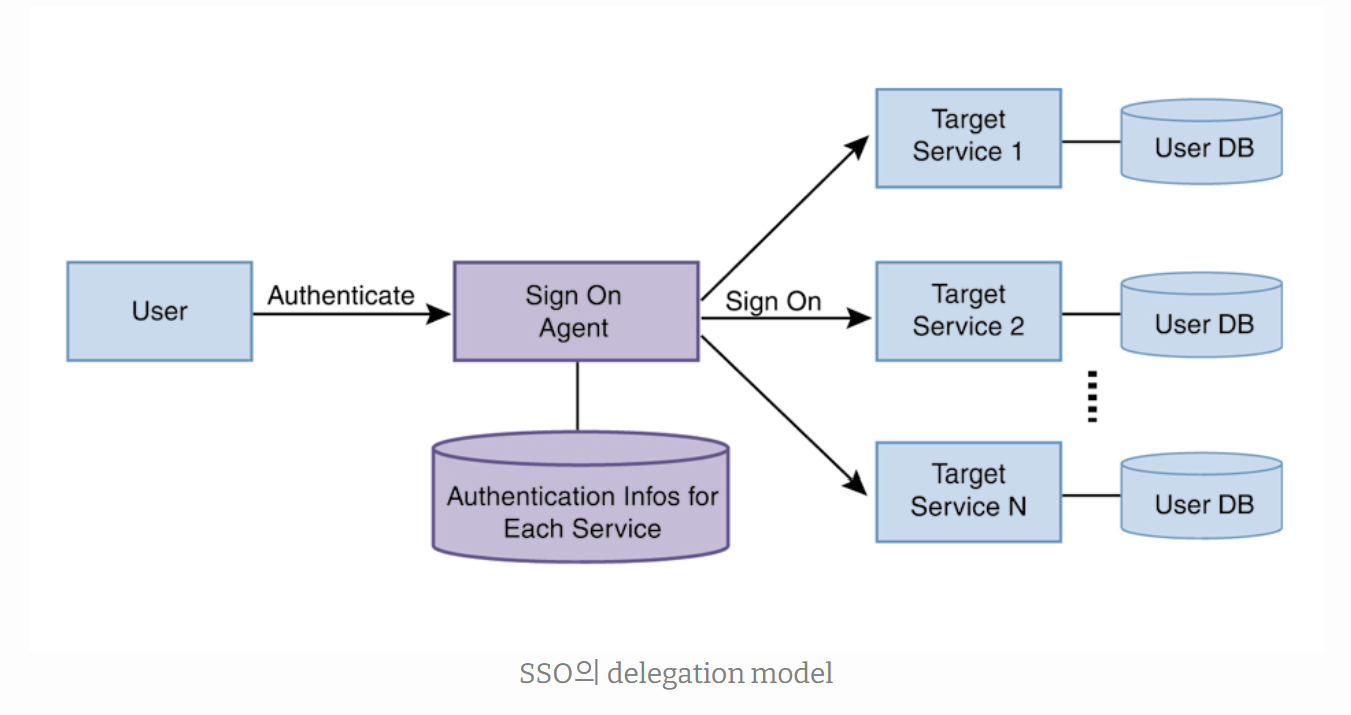 User
Authenticate
Sign On
Agent
Authentication Infos for
Each Service
Sign On
Target
Service 1
User DB
Target
Service 2
User DB
Target
Service N
User DB
SSO의 delegation model